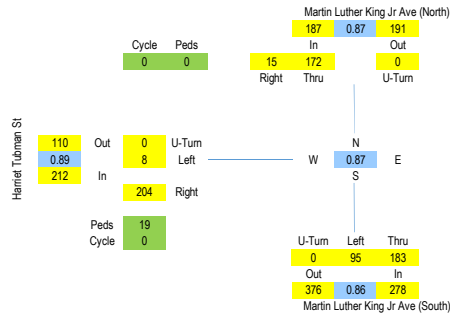 Martin Luther King Jr Ave (North)
187 0.87 191
Cycle Peds In Out
0 0 15 172 0
Right Thru U-Turn
Harriet Tubman St
110 Out 0 U-Turn N
0.89 8 Left W 0.87 E
212 In S
204 Right
Peds 19
Cycle 0
U-Turn Left Thru
0 95 183
Out In
376 0.86 278
Martin Luther King Jr Ave (South)